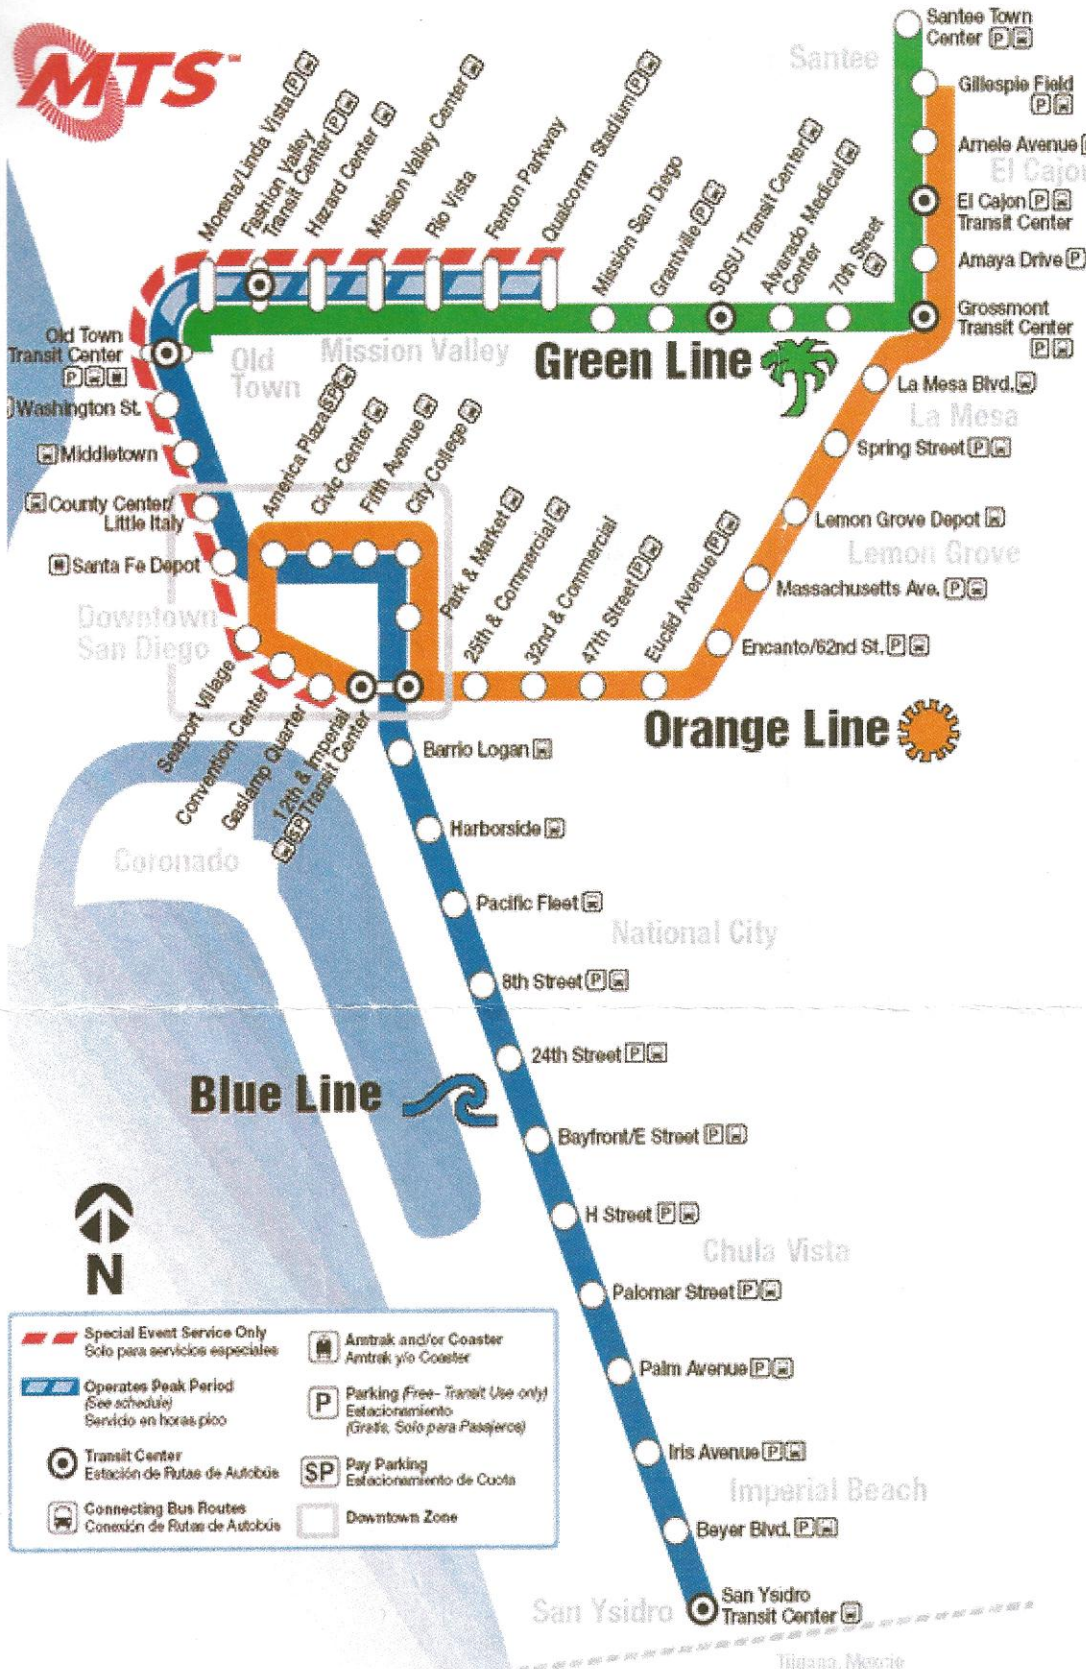 MTS™
Morena/Linda Vista P
Fashion Valley
Transit Center P
Hazard Center
Mission Valley Center
Rio Vista
Fenton Parkway
Qualcomm Stadium P
Mission San Diego
Grantville P
SDSU Transit Center
Alvarado Medical
Center
70th Street
Santee Town
Center P
Santee
Gillespie Field
P
Arnele Avenue
El Cajon
El Cajon P
Transit Center
Amaya Drive P
Grossmont
Transit Center
P
Old Town
Transit Center
P
Old
Town
Mission Valley
Green Line
La Mesa Blvd.
La Mesa
Washington St.
Middletown
County Center/
Little Italy
Santa Fe Depot
America Plaza SP
Civic Center
Fifth Avenue
City College
Park & Market
25th & Commercial
32nd & Commercial
47th Street P
Euclid Avenue P
Spring Street P
Lemon Grove Depot
Lemon Grove
Massachusetts Ave. P
Encanto/62nd St. P
Downtown
San Diego
Orange Line
Seaport Village
Convention Center
Gaslamp Quarter
12th & Imperial
Transit Center
SP
Barrio Logan
Harborside
Coronado
Pacific Fleet
National City
8th Street P
24th Street P
Blue Line
Bayfront/E Street P
H Street P
Chula Vista
Palomar Street P
Palm Avenue P
Iris Avenue P
Imperial Beach
Beyer Blvd. P
San Ysidro
San Ysidro
Transit Center
Tijuana, Mexico
N
Special Event Service Only
Solo para servicios especiales
Operates Peak Period
(See schedule)
Servicio en horas pico
Transit Center
Estación de Rutas de Autobús
Connecting Bus Routes
Conexión de Rutas de Autobús
Amtrak and/or Coaster
Amtrak y/o Coaster
P
Parking (Free- Transit Use only)
Estacionamiento
(Gratis, Solo para Pasajeros)
SP
Pay Parking
Estacionamiento de Cuota
Downtown Zone